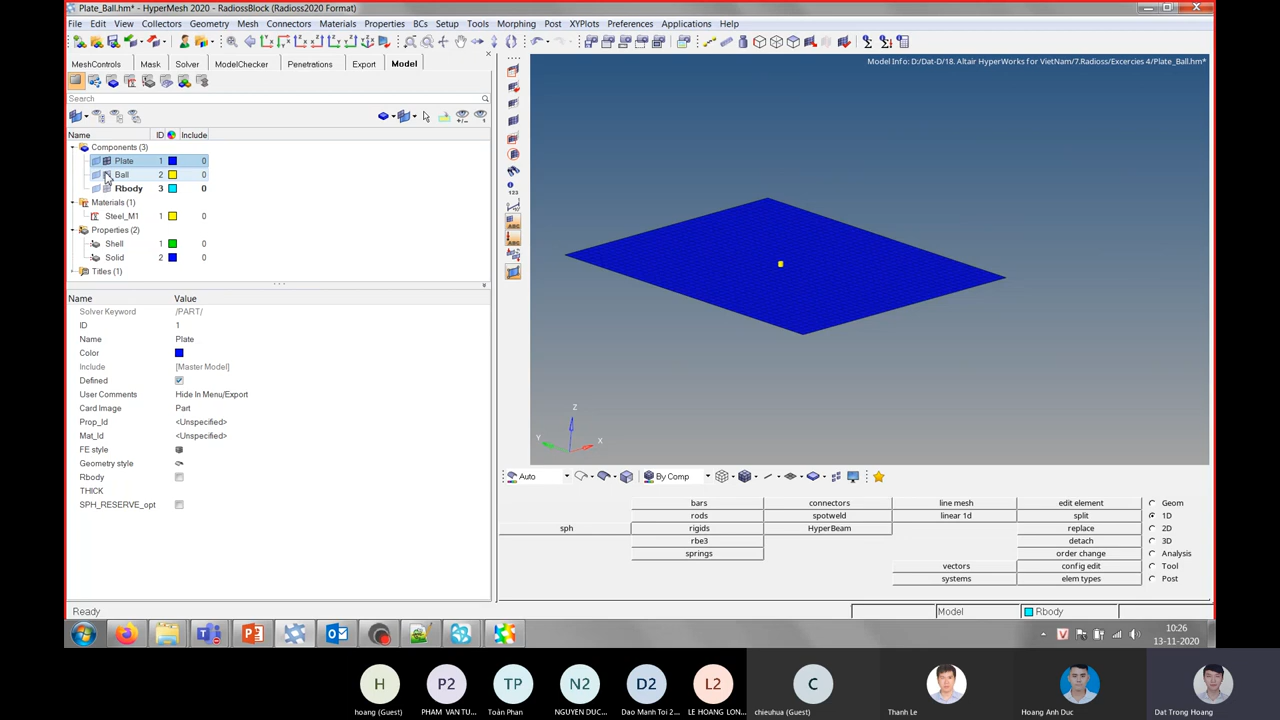 Plate_Ball.hm* - HyperMesh 2020 - RadiossBlock (Radioss2020 Format)
File Edit View Collectors Geometry Mesh Connectors Materials Properties BCs Setup Tools Morphing Post XYPlots Preferences Applications Help
MeshControls Mask Solver ModelChecker Penetrations Export Model
Model Info: D:/Dat-D/18. Altair HyperWorks for VietNam/7.Radioss/Excercies 4/Plate_Ball.hm*
Search
Name ID Include
Components (3)
Plate 1 0
Ball 2 0
Rbody 3 0
Materials (1)
Steel_M1 1 0
Properties (2)
Shell 1 0
Solid 2 0
Titles (1)
Name Value
Solver Keyword /PART/
ID 1
Name Plate
Color
Include [Master Model]
Defined
User Comments Hide In Menu/Export
Card Image Part
Prop_Id <Unspecified>
Mat_Id <Unspecified>
FE style
Geometry style
Rbody
THICK
SPH_RESERVE_opt
123
ABC
ABC
Z
Y X
Auto By Comp
bars connectors line mesh edit element Geom
rods spotweld linear 1d split 1D
sph rigids HyperBeam replace 2D
rbe3 detach 3D
springs order change Analysis
vectors config edit Tool
systems elem types Post
Ready Model Rbody
10:26
13-11-2020
H P2 TP N2 D2 L2 C
hoang (Guest) PHAM VAN TU... Toán Phan NGUYEN DUC... Dao Manh Toi 2... LE HOANG LON... chieuhua (Guest) Thanh Le Hoang Anh Duc Dat Trong Hoang